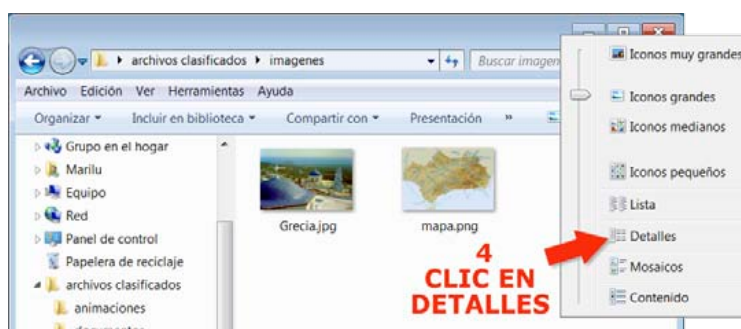 archivos clasificados
imagenes
Buscar imagen
Archivo Edición Ver Herramientas Ayuda
Organizar
Incluir en biblioteca
Compartir con
Presentación
»
Grupo en el hogar
Marilu
Equipo
Red
Panel de control
Papelera de reciclaje
archivos clasificados
animaciones
Grecia.jpg
mapa.png
4
CLIC EN
DETALLES
Iconos muy grandes
Iconos grandes
Iconos medianos
Iconos pequeños
Lista
Detalles
Mosaicos
Contenido